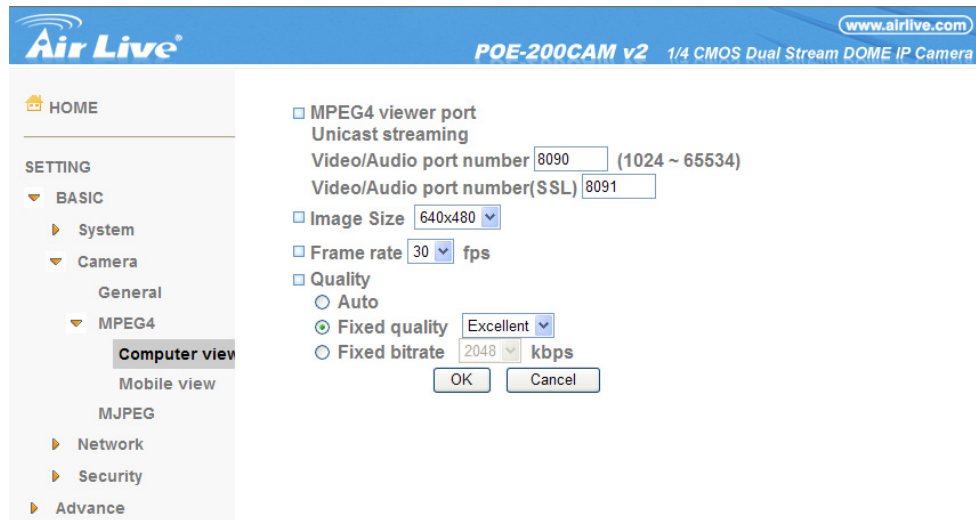 Air Live®
www.airlive.com
POE-200CAM v2 1/4 CMOS Dual Stream DOME IP Camera
HOME
SETTING
BASIC
System
Camera
General
MPEG4
Computer view
Mobile view
MJPEG
Network
Security
Advance
MPEG4 viewer port
Unicast streaming
Video/Audio port number 8090 (1024 ~ 65534)
Video/Audio port number(SSL) 8091
Image Size 640x480
Frame rate 30 fps
Quality
Auto
Fixed quality Excellent
Fixed bitrate 2048 kbps
OK Cancel